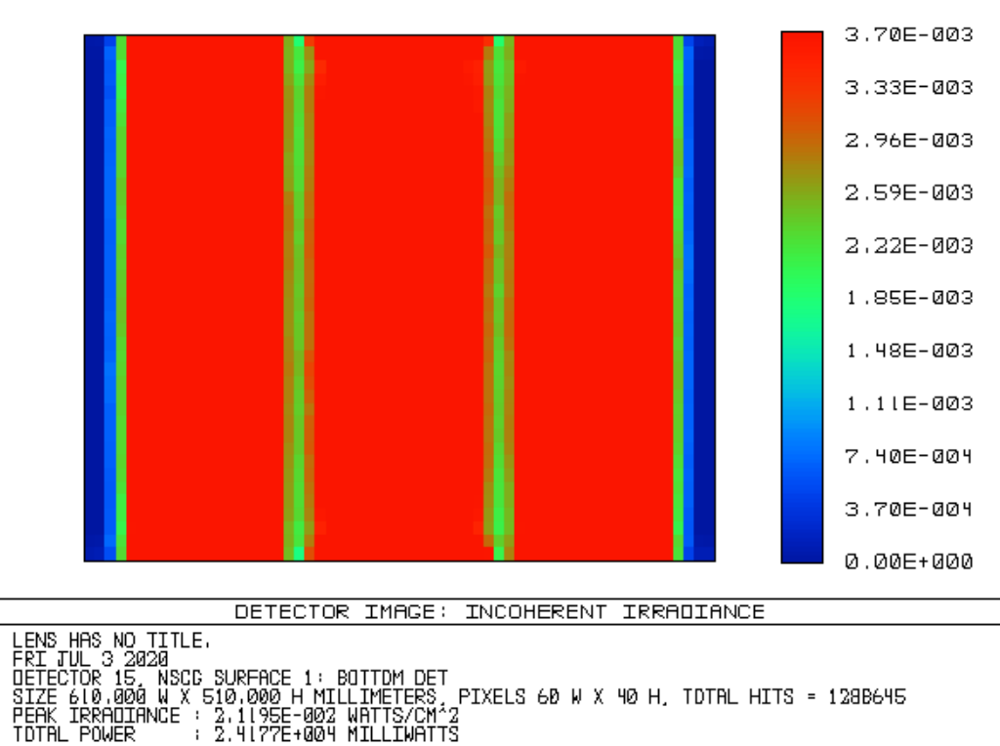 3.70E-003
3.33E-003
2.96E-003
2.59E-003
2.22E-003
1.85E-003
1.48E-003
1.11E-003
7.40E-004
3.70E-004
0.00E+000
DETECTOR IMAGE: INCOHERENT IRRADIANCE
LENS HAS NO TITLE.
FRI JUL 3 2020
DETECTOR 15, NSCG SURFACE 1: BOTTOM DET
SIZE 610.000 W X 510.000 H MILLIMETERS, PIXELS 60 W X 40 H, TOTAL HITS = 1288645
PEAK IRRADIANCE : 2.1195E-002 WATTS/CM^2
TOTAL POWER : 2.4177E+004 MILLIWATTS